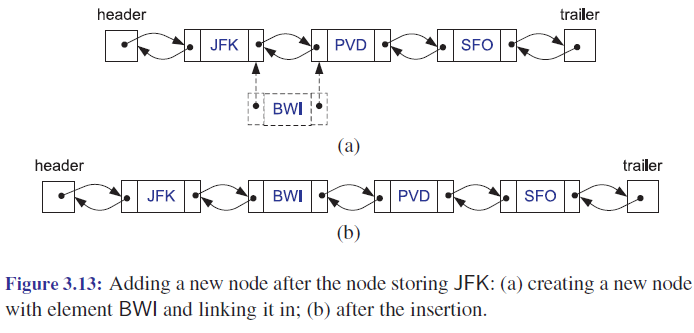 header trailer
JFK PVD SFO
BWI
(a)
header trailer
JFK BWI PVD SFO
(b)
Figure 3.13: Adding a new node after the node storing JFK: (a) creating a new node
with element BWI and linking it in; (b) after the insertion.